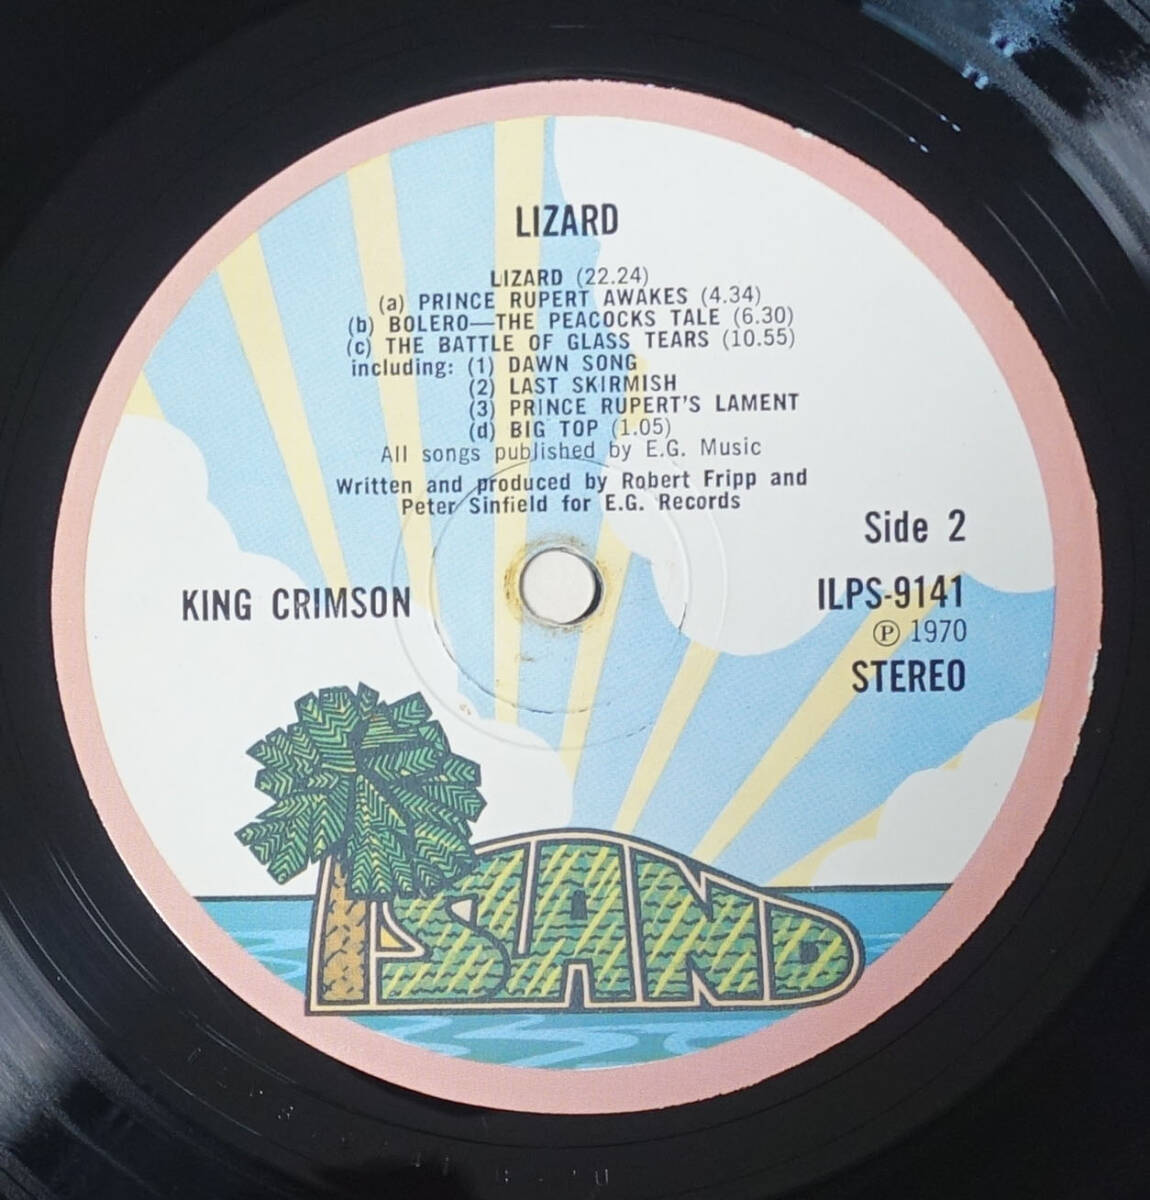 LIZARD
LIZARD (22.24)
(a) PRINCE RUPERT AWAKES (4.34)
(b) BOLERO—THE PEACOCKS TALE (6.30)
(c) THE BATTLE OF GLASS TEARS (10.55)
including: (1) DAWN SONG
(2) LAST SKIRMISH
(3) PRINCE RUPERT'S LAMENT
(d) BIG TOP (1.05)
All songs published by E.G. Music
Written and produced by Robert Fripp and
Peter Sinfield for E.G. Records
Side 2
KING CRIMSON
ILPS-9141
Ⓟ 1970
STEREO
ISLAND